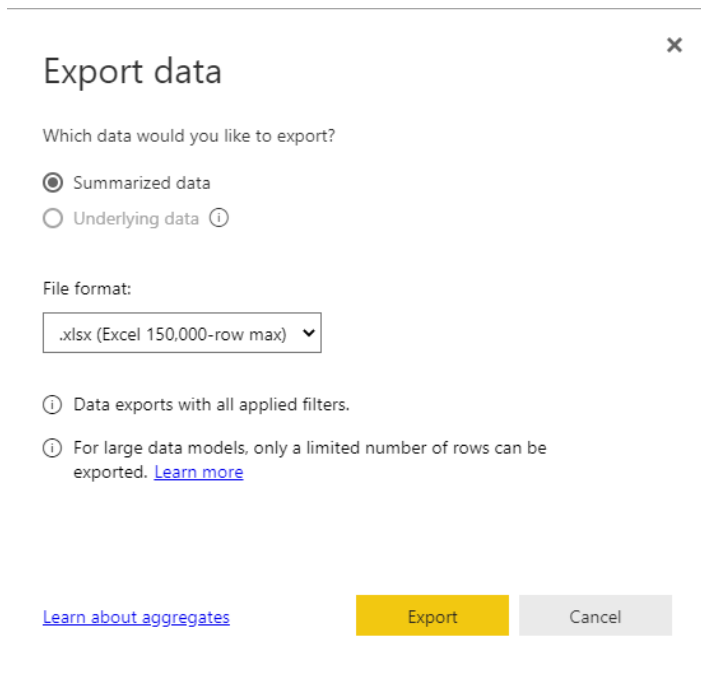 Export data
Which data would you like to export?
Summarized data
Underlying data
File format:
.xlsx (Excel 150,000-row max)
Data exports with all applied filters.
For large data models, only a limited number of rows can be
exported. Learn more
Learn about aggregates
Export
Cancel